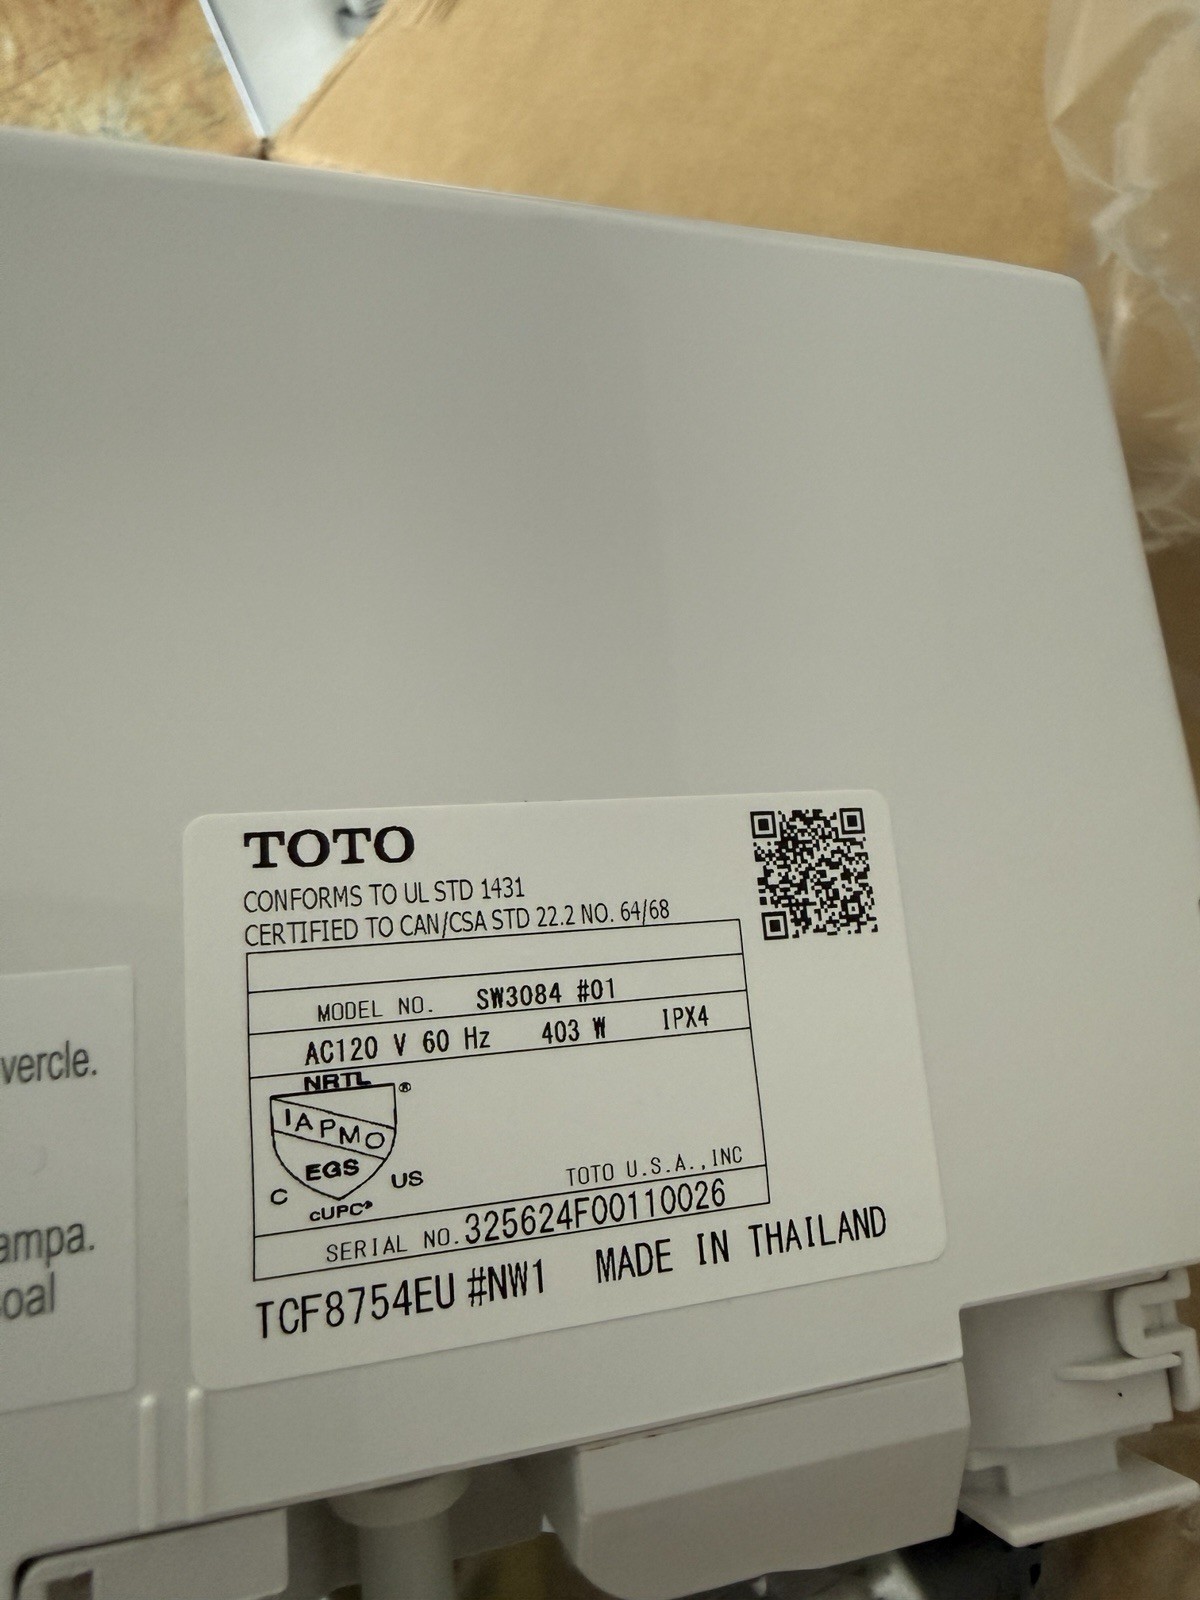 TOTO
CONFORMS TO UL STD 1431
CERTIFIED TO CAN/CSA STD 22.2 NO. 64/68
MODEL NO. SW3084 #01
AC120 V 60 Hz 403 W IPX4
NRTL
®
IAPMO
EGS
C US
cUPC®
TOTO U.S.A.,INC
SERIAL NO. 325624F00110026
TCF8754EU #NW1 MADE IN THAILAND
vercle.
ampa.
oal